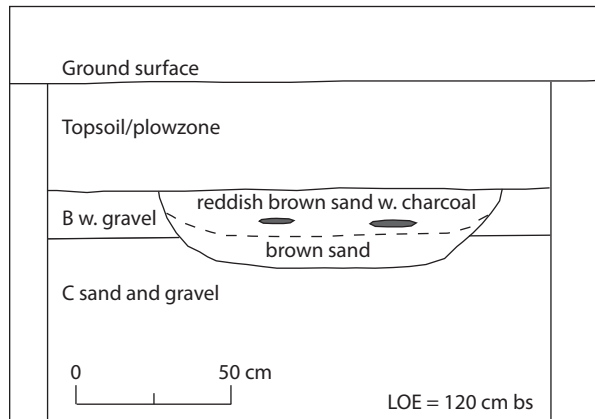 Ground surface
Topsoil/plowzone
reddish brown sand w. charcoal
B w. gravel
brown sand
C sand and gravel
0 50 cm
LOE = 120 cm bs